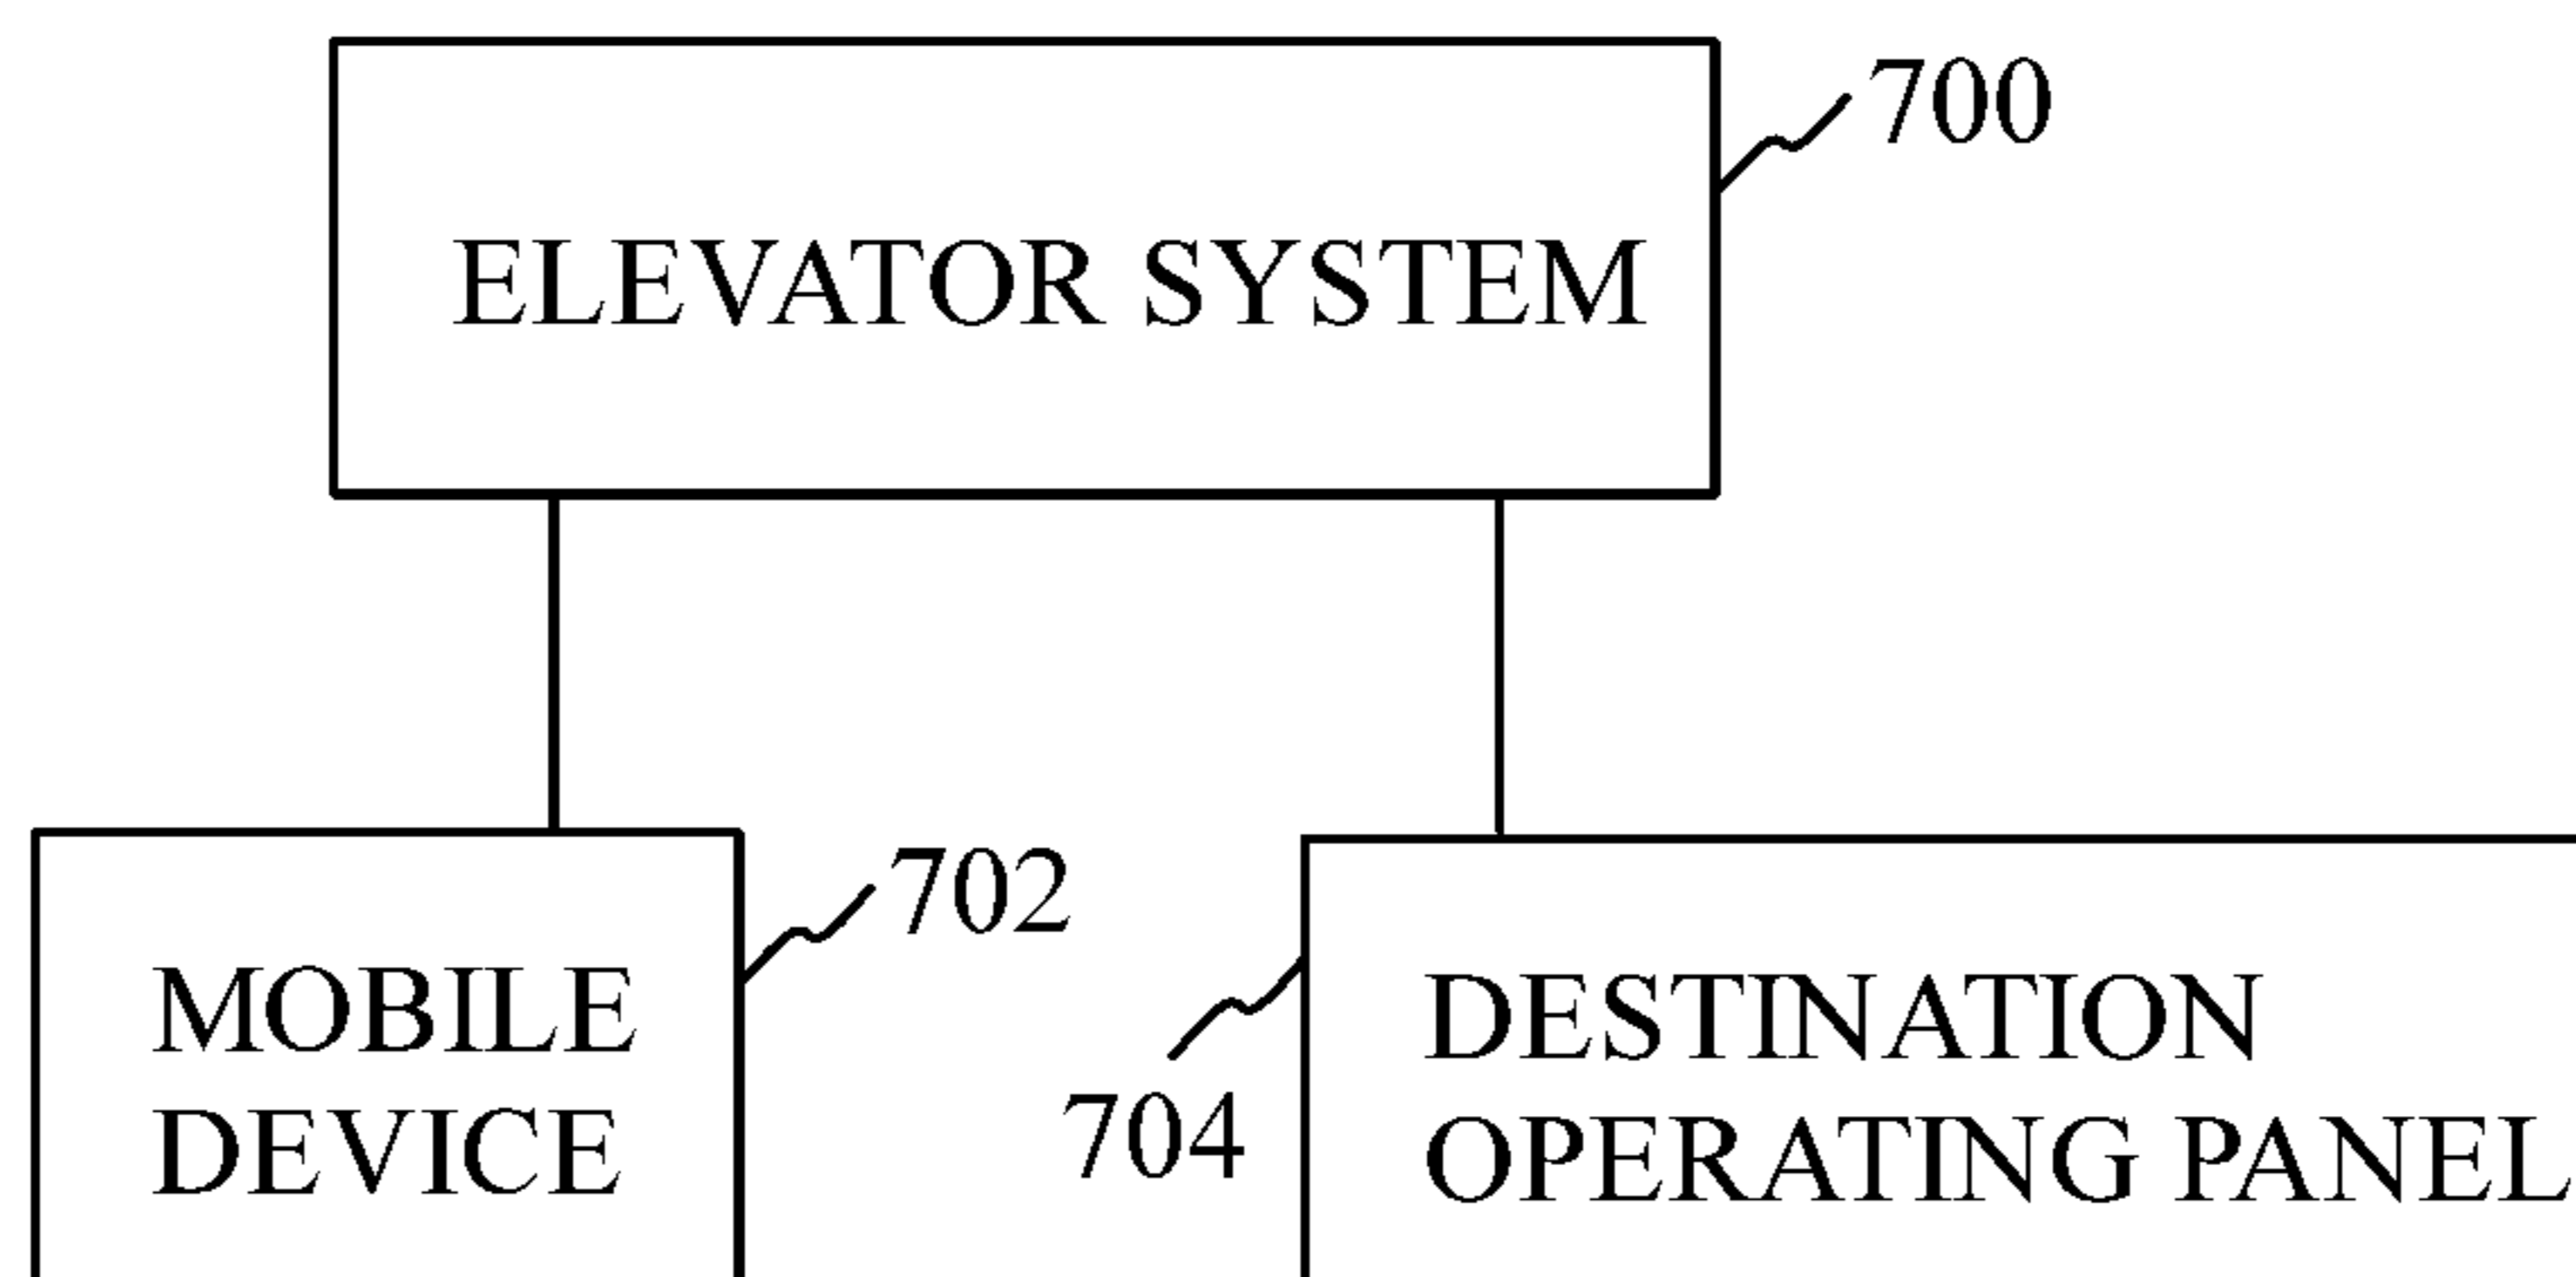 700
ELEVATOR SYSTEM
702
MOBILE
DEVICE
704
DESTINATION
OPERATING PANEL